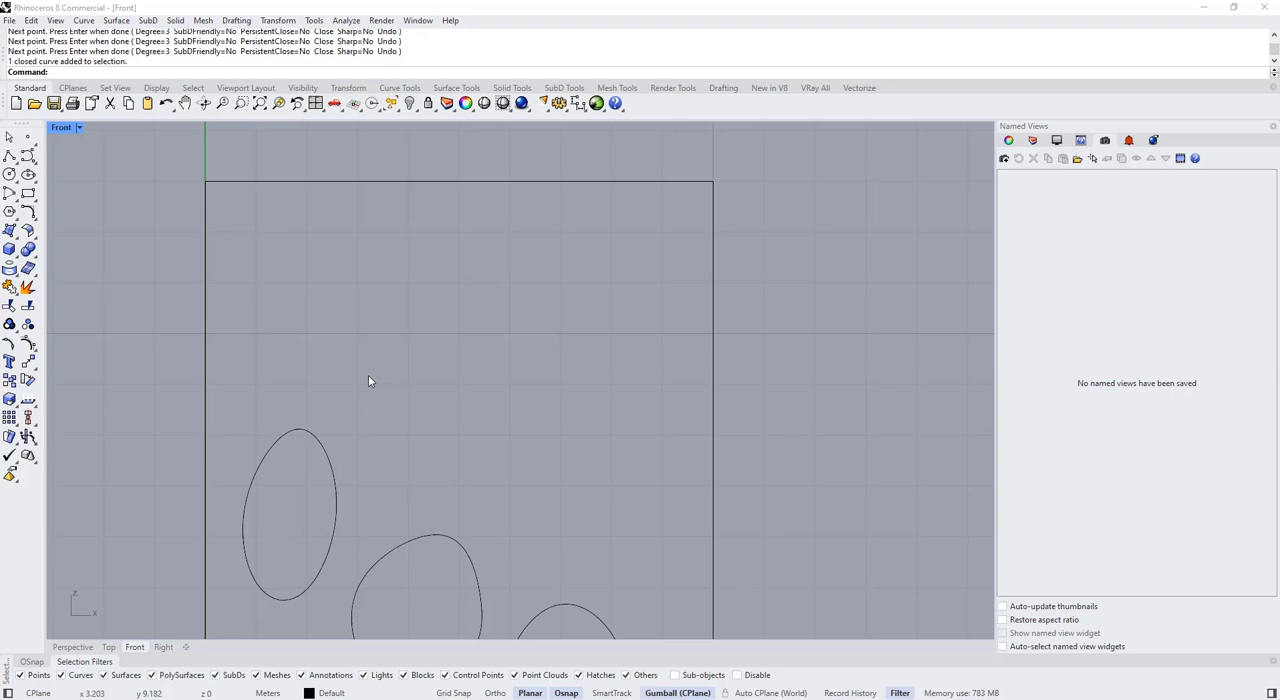 Rhinoceros 8 Commercial - [Front]
File Edit View Curve Surface SubD Solid Mesh Drafting Transform Tools Analyze Render Panels Window Help
Next point. Press Enter when done ( Degree=3 SubDFriendly=No PersistentClose=No Close Sharp=No Undo )
Next point. Press Enter when done ( Degree=3 SubDFriendly=No PersistentClose=No Close Sharp=No Undo )
Next point. Press Enter when done ( Degree=3 SubDFriendly=No PersistentClose=No Close Sharp=No Undo )
1 closed curve added to selection.
Command:
Standard CPlanes Set View Display Select Viewport Layout Visibility Transform Curve Tools Surface Tools Solid Tools SubD Tools Mesh Tools Render Tools Drafting New in V8 VRay All Vectorize
Front
Named Views
No named views have been saved
z
x
Auto-update thumbnails
Restore aspect ratio
Show named view widgets
Auto-select named view widgets
Perspective Top Front Right
OSnap Selection Filters
Select...
Points Curves Surfaces PolySurfaces SubDs Meshes Annotations Lights Blocks Control Points Point Clouds Hatches Others Sub-objects Disable
CPlane x 3.203 y 9.182 z 0 Meters Default Grid Snap Ortho Planar Osnap SmartTrack Gumball (CPlane) Auto CPlane (World) Record History Filter Memory use: 783 MB